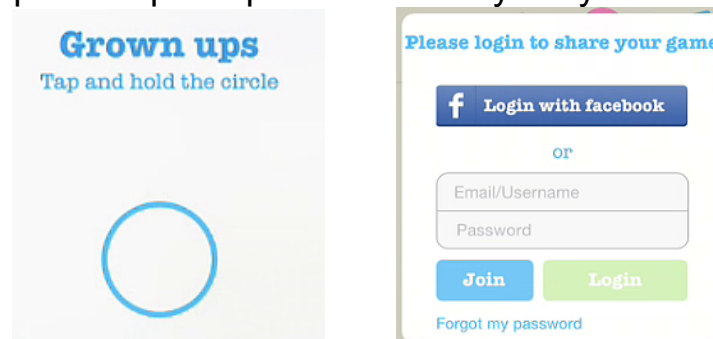 Grown ups
Tap and hold the circle
Please login to share your game
f Login with facebook
or
Email/Username
Password
Join
Login
Forgot my password